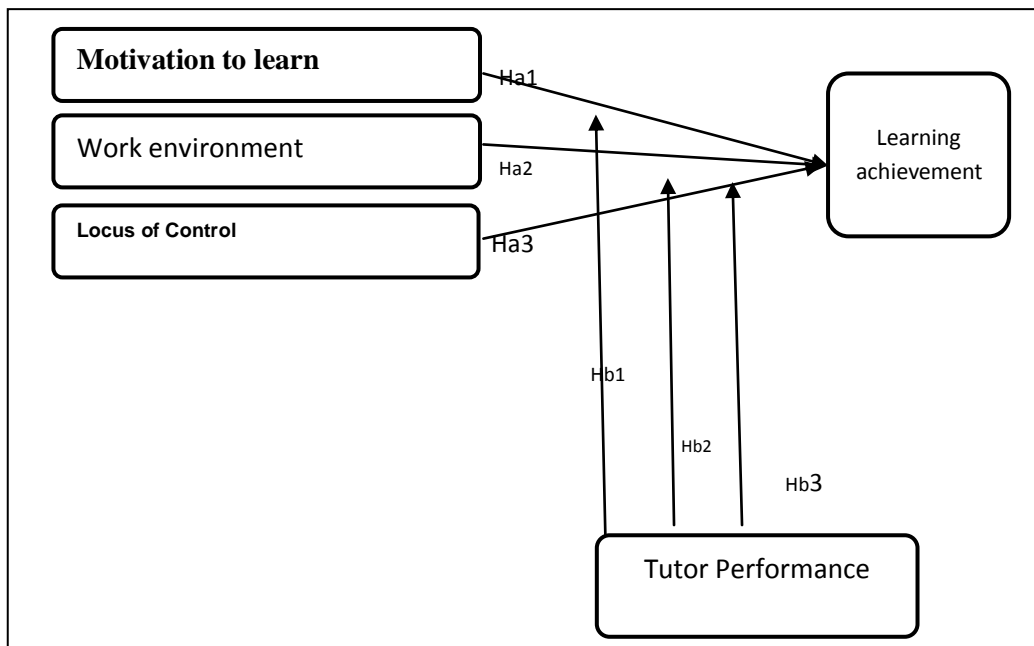 Motivation to learn
Ha1
Work environment
Ha2
Locus of Control
Ha3
Learning
achievement
Hb1
Hb2
Hb3
Tutor Performance